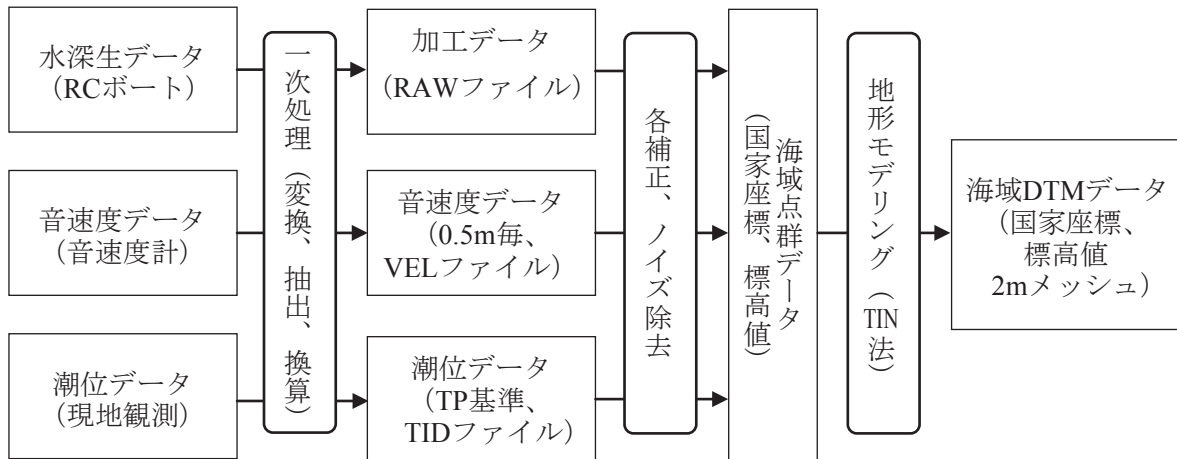 水深生データ
（RCボート）
音速度データ
（音速度計）
潮位データ
（現地観測）
一次処理（変換、抽出、換算）
加工データ
（RAWファイル）
音速度データ
（0.5m毎、
VELファイル）
潮位データ
（TP基準、
TIDファイル）
各補正、ノイズ除去
海域点群データ
（国家座標、標高値）
地形モデリング（TIN法）
海域DTMデータ
（国家座標、
標高値
2mメッシュ）